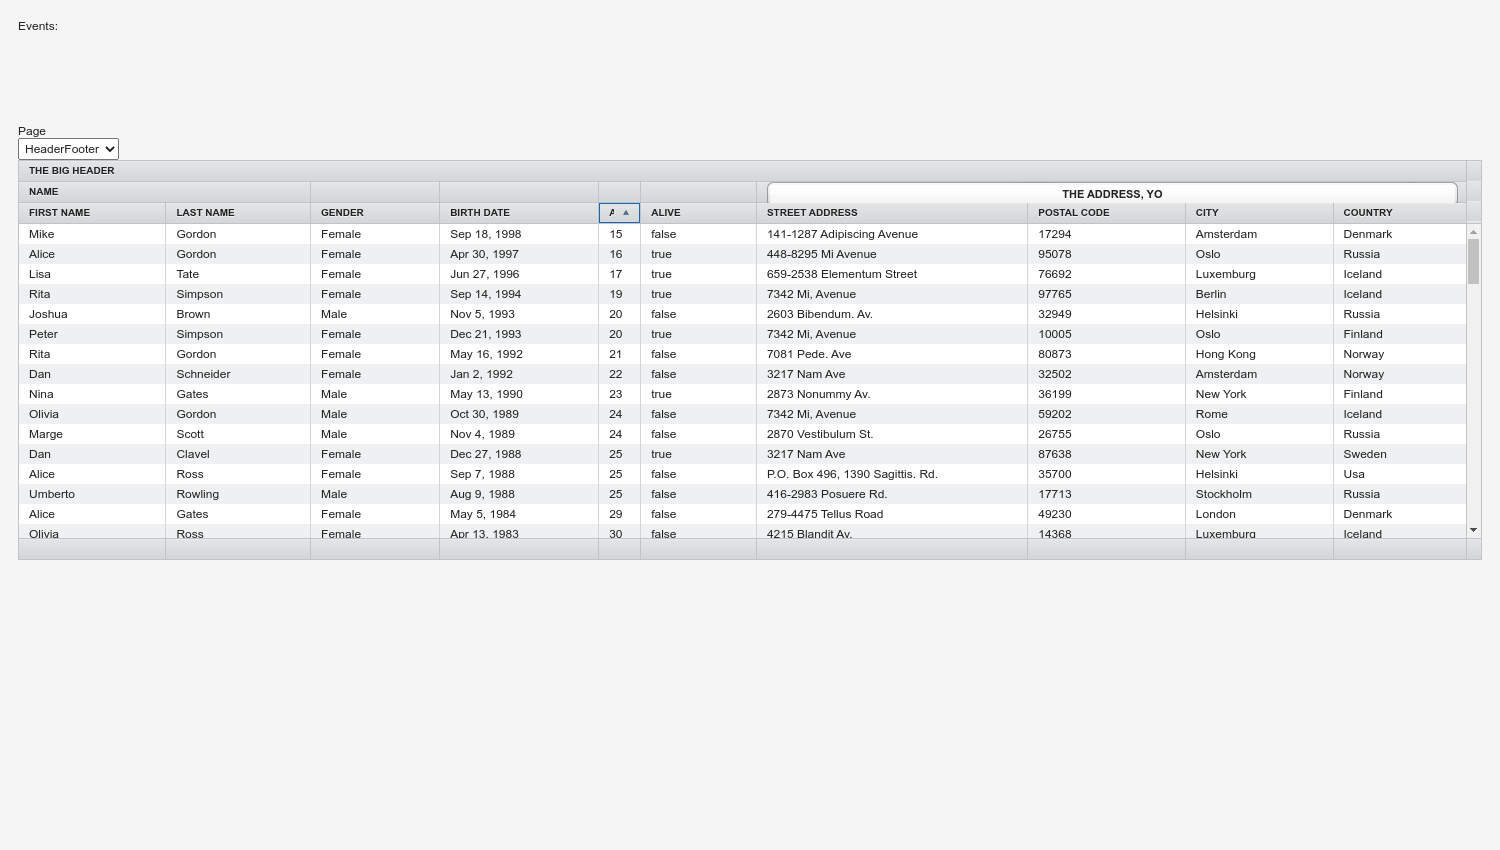 Events:
Page
HeaderFooter
THE BIG HEADER
NAME THE ADDRESS, YO
FIRST NAME LAST NAME GENDER BIRTH DATE ALIVE STREET ADDRESS POSTAL CODE CITY COUNTRY
Mike Gordon Female Sep 18, 1998 15 false 141-1287 Adipiscing Avenue 17294 Amsterdam Denmark
Alice Gordon Female Apr 30, 1997 16 true 448-8295 Mi Avenue 95078 Oslo Russia
Lisa Tate Female Jun 27, 1996 17 true 659-2538 Elementum Street 76692 Luxemburg Iceland
Rita Simpson Female Sep 14, 1994 19 true 7342 Mi, Avenue 97765 Berlin Iceland
Joshua Brown Male Nov 5, 1993 20 false 2603 Bibendum. Av. 32949 Helsinki Russia
Peter Simpson Female Dec 21, 1993 20 true 7342 Mi, Avenue 10005 Oslo Finland
Rita Gordon Female May 16, 1992 21 false 7081 Pede. Ave 80873 Hong Kong Norway
Dan Schneider Female Jan 2, 1992 22 false 3217 Nam Ave 32502 Amsterdam Norway
Nina Gates Male May 13, 1990 23 true 2873 Nonummy Av. 36199 New York Finland
Olivia Gordon Male Oct 30, 1989 24 false 7342 Mi, Avenue 59202 Rome Iceland
Marge Scott Male Nov 4, 1989 24 false 2870 Vestibulum St. 26755 Oslo Russia
Dan Clavel Female Dec 27, 1988 25 true 3217 Nam Ave 87638 New York Sweden
Alice Ross Female Sep 7, 1988 25 false P.O. Box 496, 1390 Sagittis. Rd. 35700 Helsinki Usa
Umberto Rowling Male Aug 9, 1988 25 false 416-2983 Posuere Rd. 17713 Stockholm Russia
Alice Gates Female May 5, 1984 29 false 279-4475 Tellus Road 49230 London Denmark
Olivia Ross Female Apr 13, 1983 30 false 4215 Blandit Av. 14368 Luxemburg Iceland